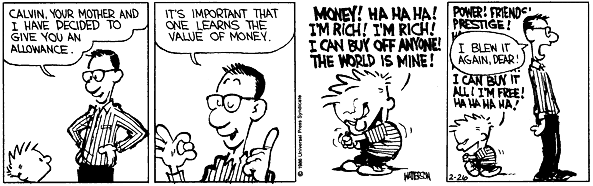 CALVIN, YOUR MOTHER AND
I HAVE DECIDED TO
GIVE YOU AN
ALLOWANCE.
IT'S IMPORTANT THAT
ONE LEARNS THE
VALUE OF MONEY.
© 1986 Universal Press Syndicate
MONEY! HA HA HA!
I'M RICH! I'M RICH!
I CAN BUY OFF ANYONE!
THE WORLD IS MINE!
WATTERSON
POWER! FRIENDS!
PRESTIGE!
I BLEW IT
AGAIN, DEAR!
I CAN BUY IT
ALL! I'M FREE!
HA HA HA HA!
2-26